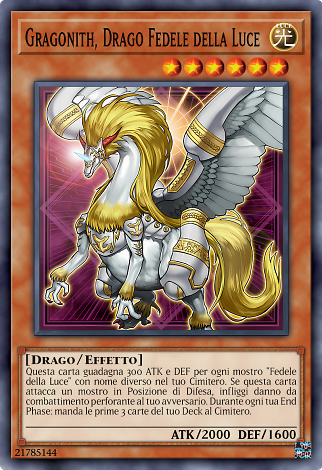 Gragonith, Drago Fedele della Luce
光
[Drago/Effetto]
Questa carta guadagna 300 ATK e DEF per ogni mostro "Fedele
della Luce" con nome diverso nel tuo Cimitero. Se questa carta
attacca un mostro in Posizione di Difesa, infliggi danno da
combattimento perforante al tuo avversario. Durante ogni tua End
Phase: manda le prime 3 carte del tuo Deck al Cimitero.
ATK/2000 DEF/1600
21785144